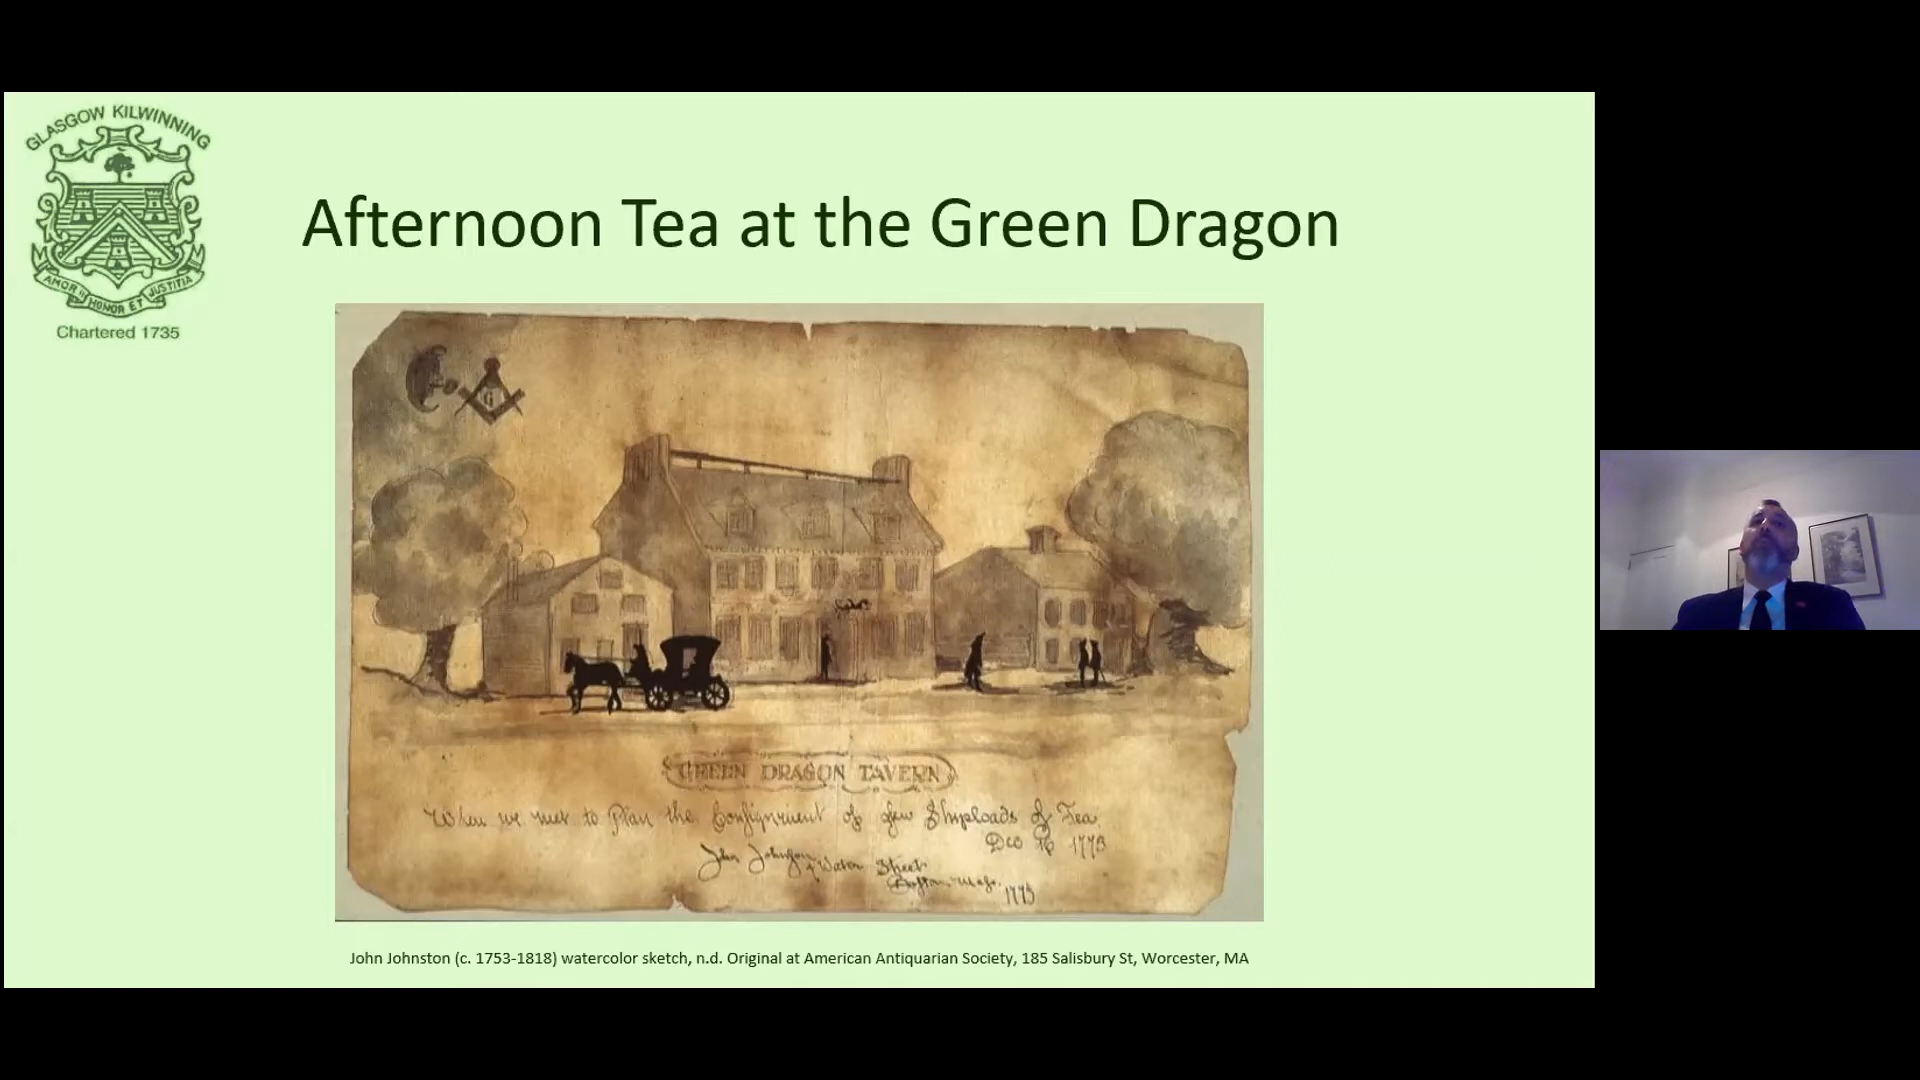 GLASGOW KILWINNING
AMOR HONOR ET JUSTITIA
Chartered 1735
Afternoon Tea at the Green Dragon
G
GREEN DRAGON TAVERN
When we met to Plan the Consignment of few Shiploads of Tea.
Dec 16 1773
John Johnson
4 Water Street
Boston Mass.
1773
John Johnston (c. 1753-1818) watercolor sketch, n.d. Original at American Antiquarian Society, 185 Salisbury St, Worcester, MA